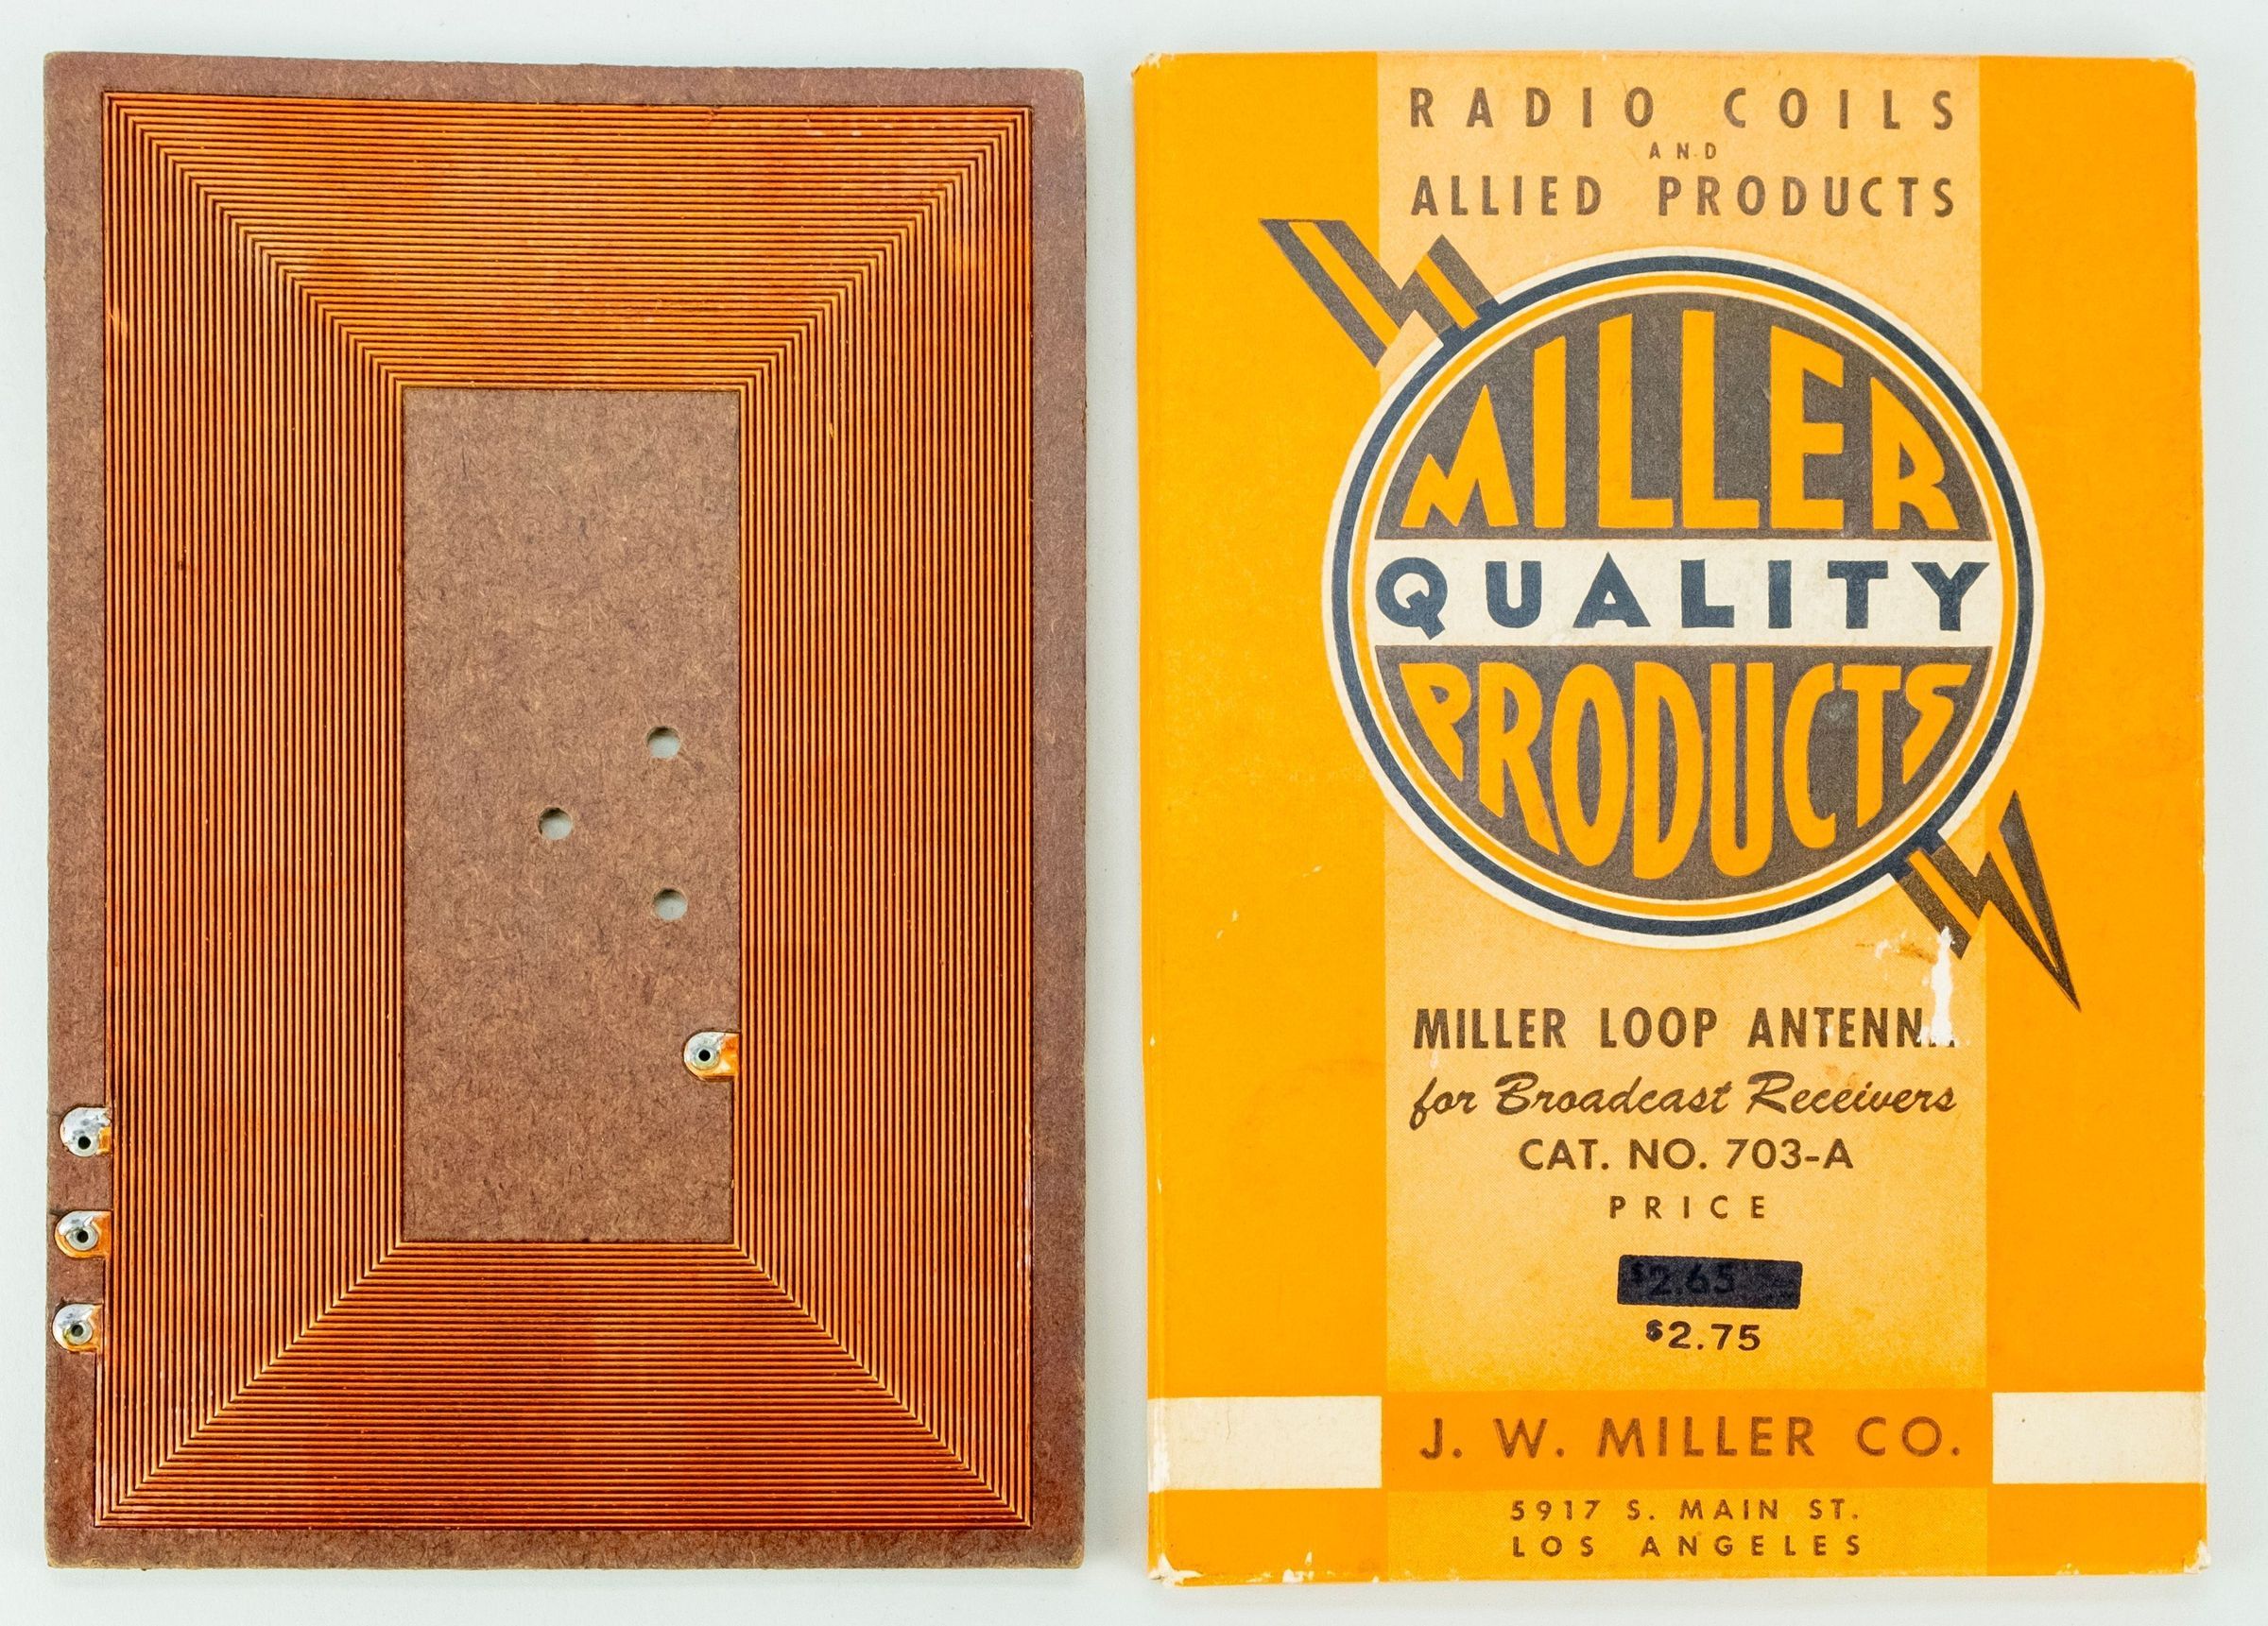 RADIO COILS
AND
ALLIED PRODUCTS
MILLER
QUALITY
PRODUCTS
MILLER LOOP ANTENN
for Broadcast Receivers
CAT. NO. 703-A
PRICE
$2.65
$2.75
J. W. MILLER CO.
5917 S. MAIN ST.
LOS ANGELES